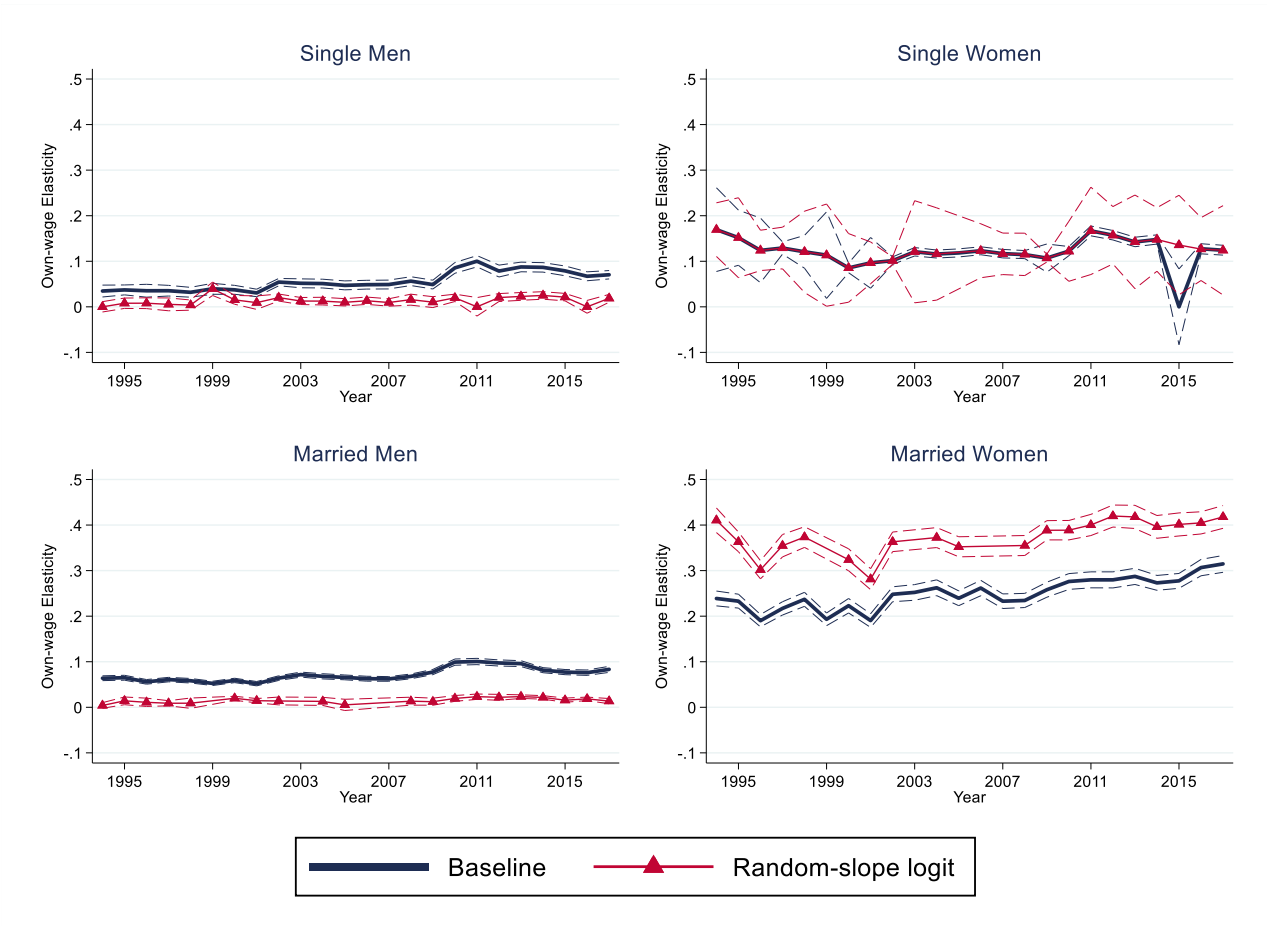 Single Men
Own-wage Elasticity
.5
.4
.3
.2
.1
0
-.1
1995 1999 2003 2007 2011 2015
Year
Single Women
Own-wage Elasticity
.5
.4
.3
.2
.1
0
-.1
1995 1999 2003 2007 2011 2015
Year
Married Men
Own-wage Elasticity
.5
.4
.3
.2
.1
0
-.1
1995 1999 2003 2007 2011 2015
Year
Married Women
Own-wage Elasticity
.5
.4
.3
.2
.1
0
-.1
1995 1999 2003 2007 2011 2015
Year
Baseline Random-slope logit